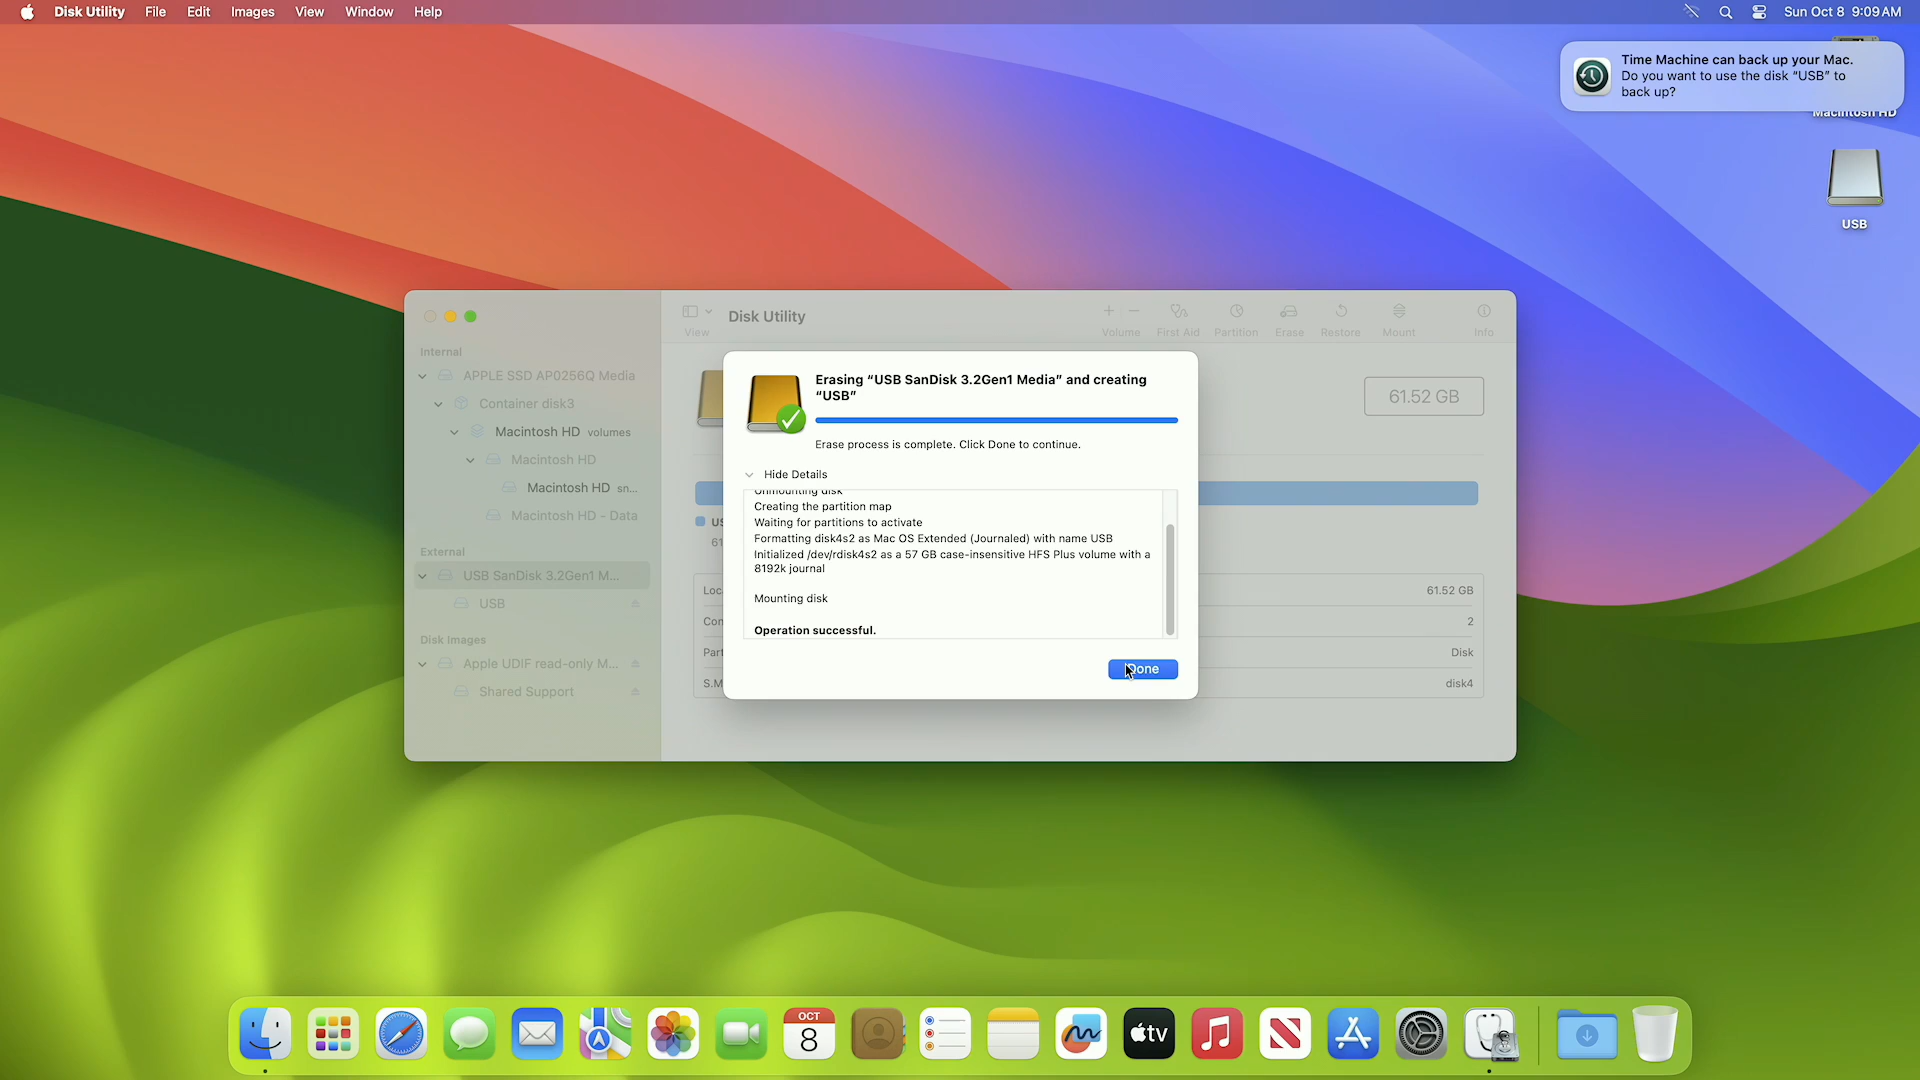 Disk Utility File Edit Images View Window Help
Sun Oct 8 9:09 AM
Time Machine can back up your Mac.
Do you want to use the disk “USB” to
back up?
Macintosh HD
USB
Disk Utility
View
Volume First Aid Partition Erase Restore Mount Info
Internal
APPLE SSD AP0256Q Media
Container disk3
Macintosh HD volumes
Macintosh HD
Macintosh HD sn...
Macintosh HD - Data
External
USB SanDisk 3.2Gen1 M...
USB
Disk Images
Apple UDIF read-only M...
Shared Support
61.52 GB
61.52 GB
2
Disk
disk4
Erasing “USB SanDisk 3.2Gen1 Media” and creating
“USB”
Erase process is complete. Click Done to continue.
Hide Details
Unmounting disk
Creating the partition map
Waiting for partitions to activate
Formatting disk4s2 as Mac OS Extended (Journaled) with name USB
Initialized /dev/rdisk4s2 as a 57 GB case-insensitive HFS Plus volume with a
8192k journal
Mounting disk
Operation successful.
Done
OCT
8
tv